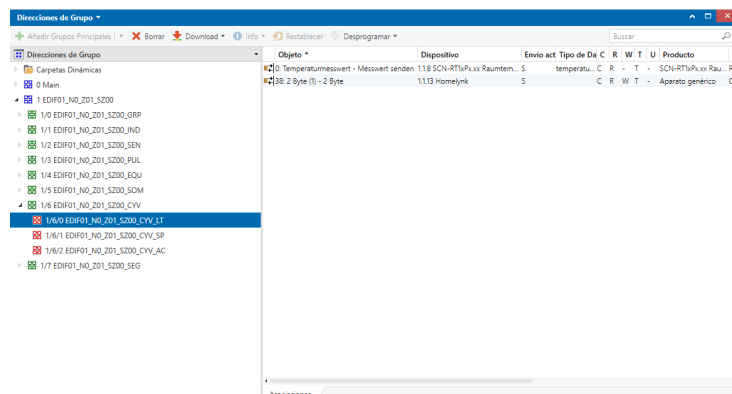 Direcciones de Grupo
Añadir Grupos Principales Borrar Download Info Restablecer Desprogramar Buscar
Direcciones de Grupo
Objeto Dispositivo Envio act Tipo de Da C R W T U Producto
Carpetas Dinámicas
0: Temperaturmesswert - Messwert senden 1.1.8 SCN-RT1xPx.xx Raumtem... S temperatu... C R - T - SCN-RT1xPx.xx Rau...
0 Main
38: 2 Byte (1) - 2 Byte 1.1.13 Homelynk S C R W T - Aparato genérico
1 EDIF01_N0_Z01_SZ00
1/0 EDIF01_N0_Z01_SZ00_GRP
1/1 EDIF01_N0_Z01_SZ00_IND
1/2 EDIF01_N0_Z01_SZ00_SEN
1/3 EDIF01_N0_Z01_SZ00_PUL
1/4 EDIF01_N0_Z01_SZ00_EQU
1/5 EDIF01_N0_Z01_SZ00_SOM
1/6 EDIF01_N0_Z01_SZ00_CYV
1/6/0 EDIF01_N0_Z01_SZ00_CYV_LT
1/6/1 EDIF01_N0_Z01_SZ00_CYV_SP
1/6/2 EDIF01_N0_Z01_SZ00_CYV_AC
1/7 EDIF01_N0_Z01_SZ00_SEG